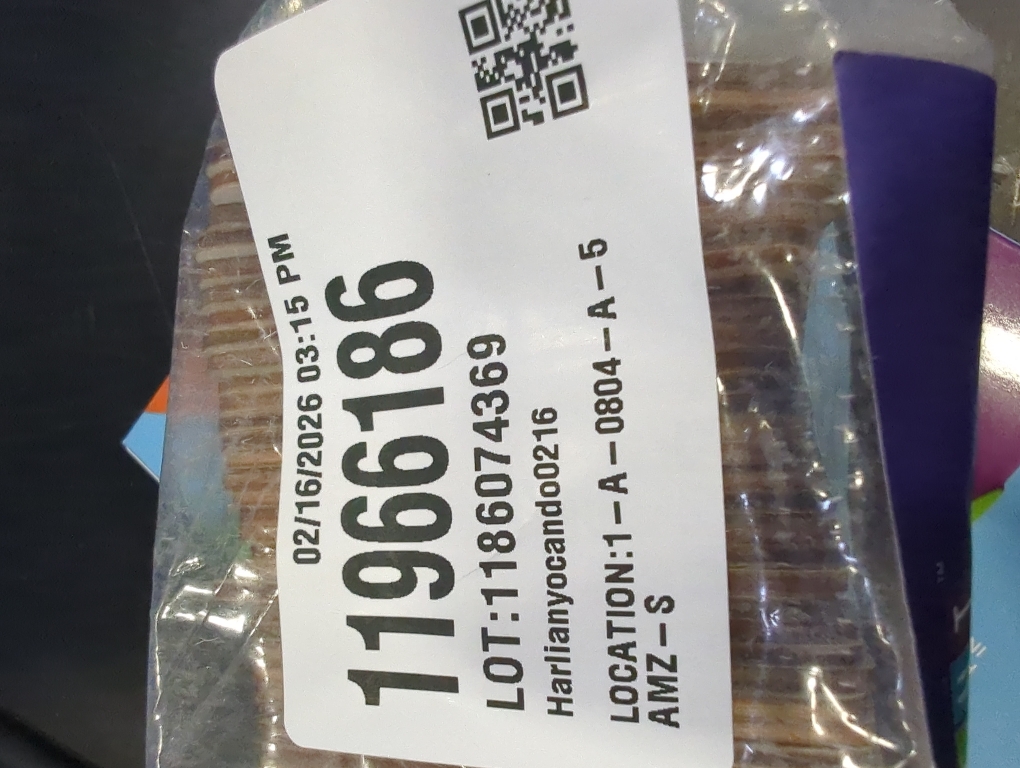 02/16/2026 03:15 PM
11966186
LOT:1186074369
Harlianyocando0216
LOCATION:1-A-0804-A-5
AMZ-S